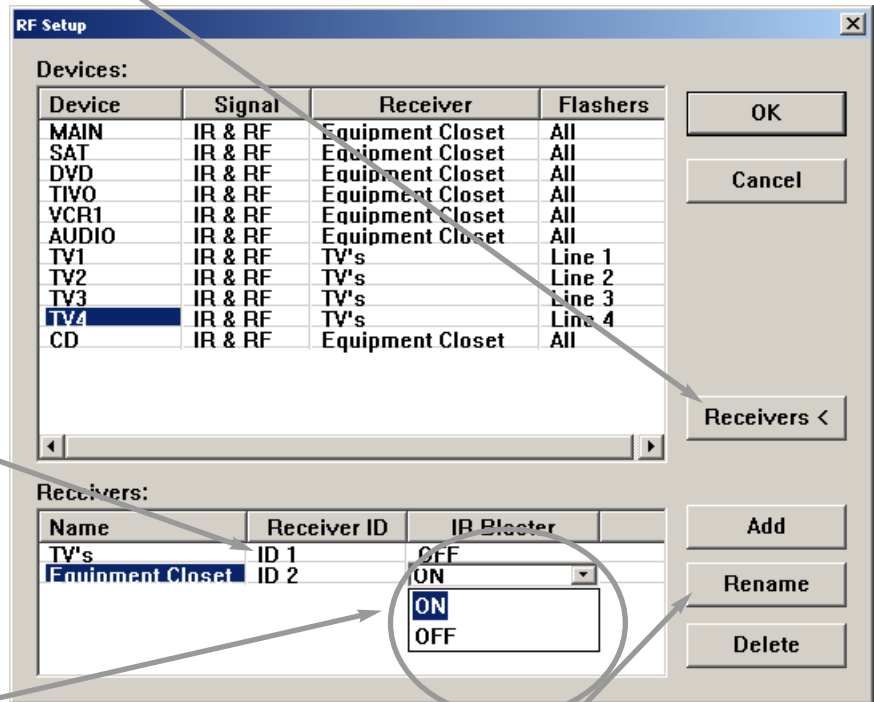 RF Setup
Devices:
Device Signal Receiver Flashers
MAIN IR & RF Equipment Closet All
SAT IR & RF Equipment Closet All
DVD IR & RF Equipment Closet All
TIVO IR & RF Equipment Closet All
VCR1 IR & RF Equipment Closet All
AUDIO IR & RF Equipment Closet All
TV1 IR & RF TV's Line 1
TV2 IR & RF TV's Line 2
TV3 IR & RF TV's Line 3
TV4 IR & RF TV's Line 4
CD IR & RF Equipment Closet All
OK
Cancel
Receivers <
Receivers:
Name Receiver ID IR Blaster
TV's ID 1 OFF
Equipment Closet ID 2 ON
ON
OFF
Add
Rename
Delete